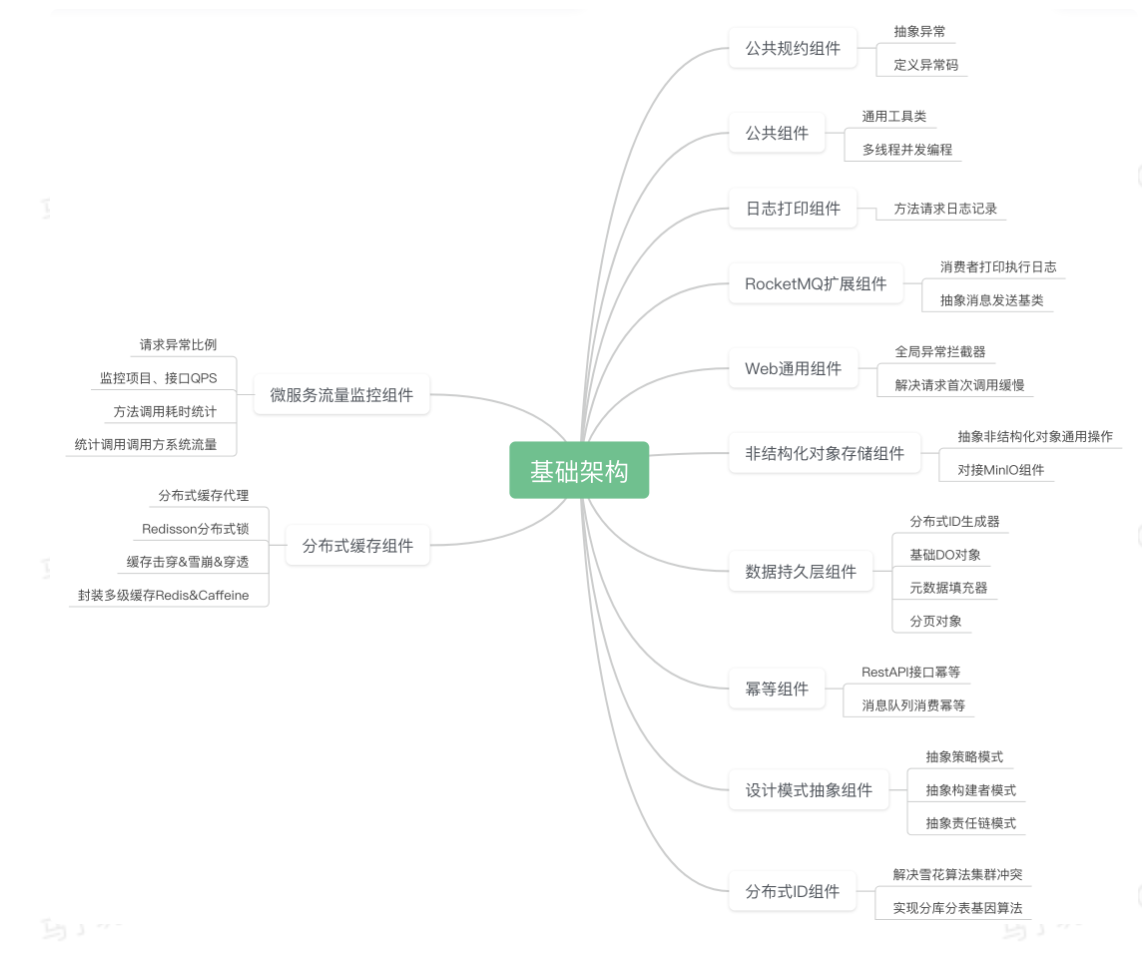 基础架构
公共规约组件
抽象异常
定义异常码
公共组件
通用工具类
多线程并发编程
日志打印组件
方法请求日志记录
RocketMQ扩展组件
消费者打印执行日志
抽象消息发送基类
Web通用组件
全局异常拦截器
解决请求首次调用缓慢
非结构化对象存储组件
抽象非结构化对象通用操作
对接MinIO组件
数据持久层组件
分布式ID生成器
基础DO对象
元数据填充器
分页对象
幂等组件
RestAPI接口幂等
消息队列消费幂等
设计模式抽象组件
抽象策略模式
抽象构建者模式
抽象责任链模式
分布式ID组件
解决雪花算法集群冲突
实现分库分表基因算法
微服务流量监控组件
请求异常比例
监控项目、接口QPS
方法调用耗时统计
统计调用调用方系统流量
分布式缓存组件
分布式缓存代理
Redisson分布式锁
缓存击穿&雪崩&穿透
封装多级缓存Redis&Caffeine